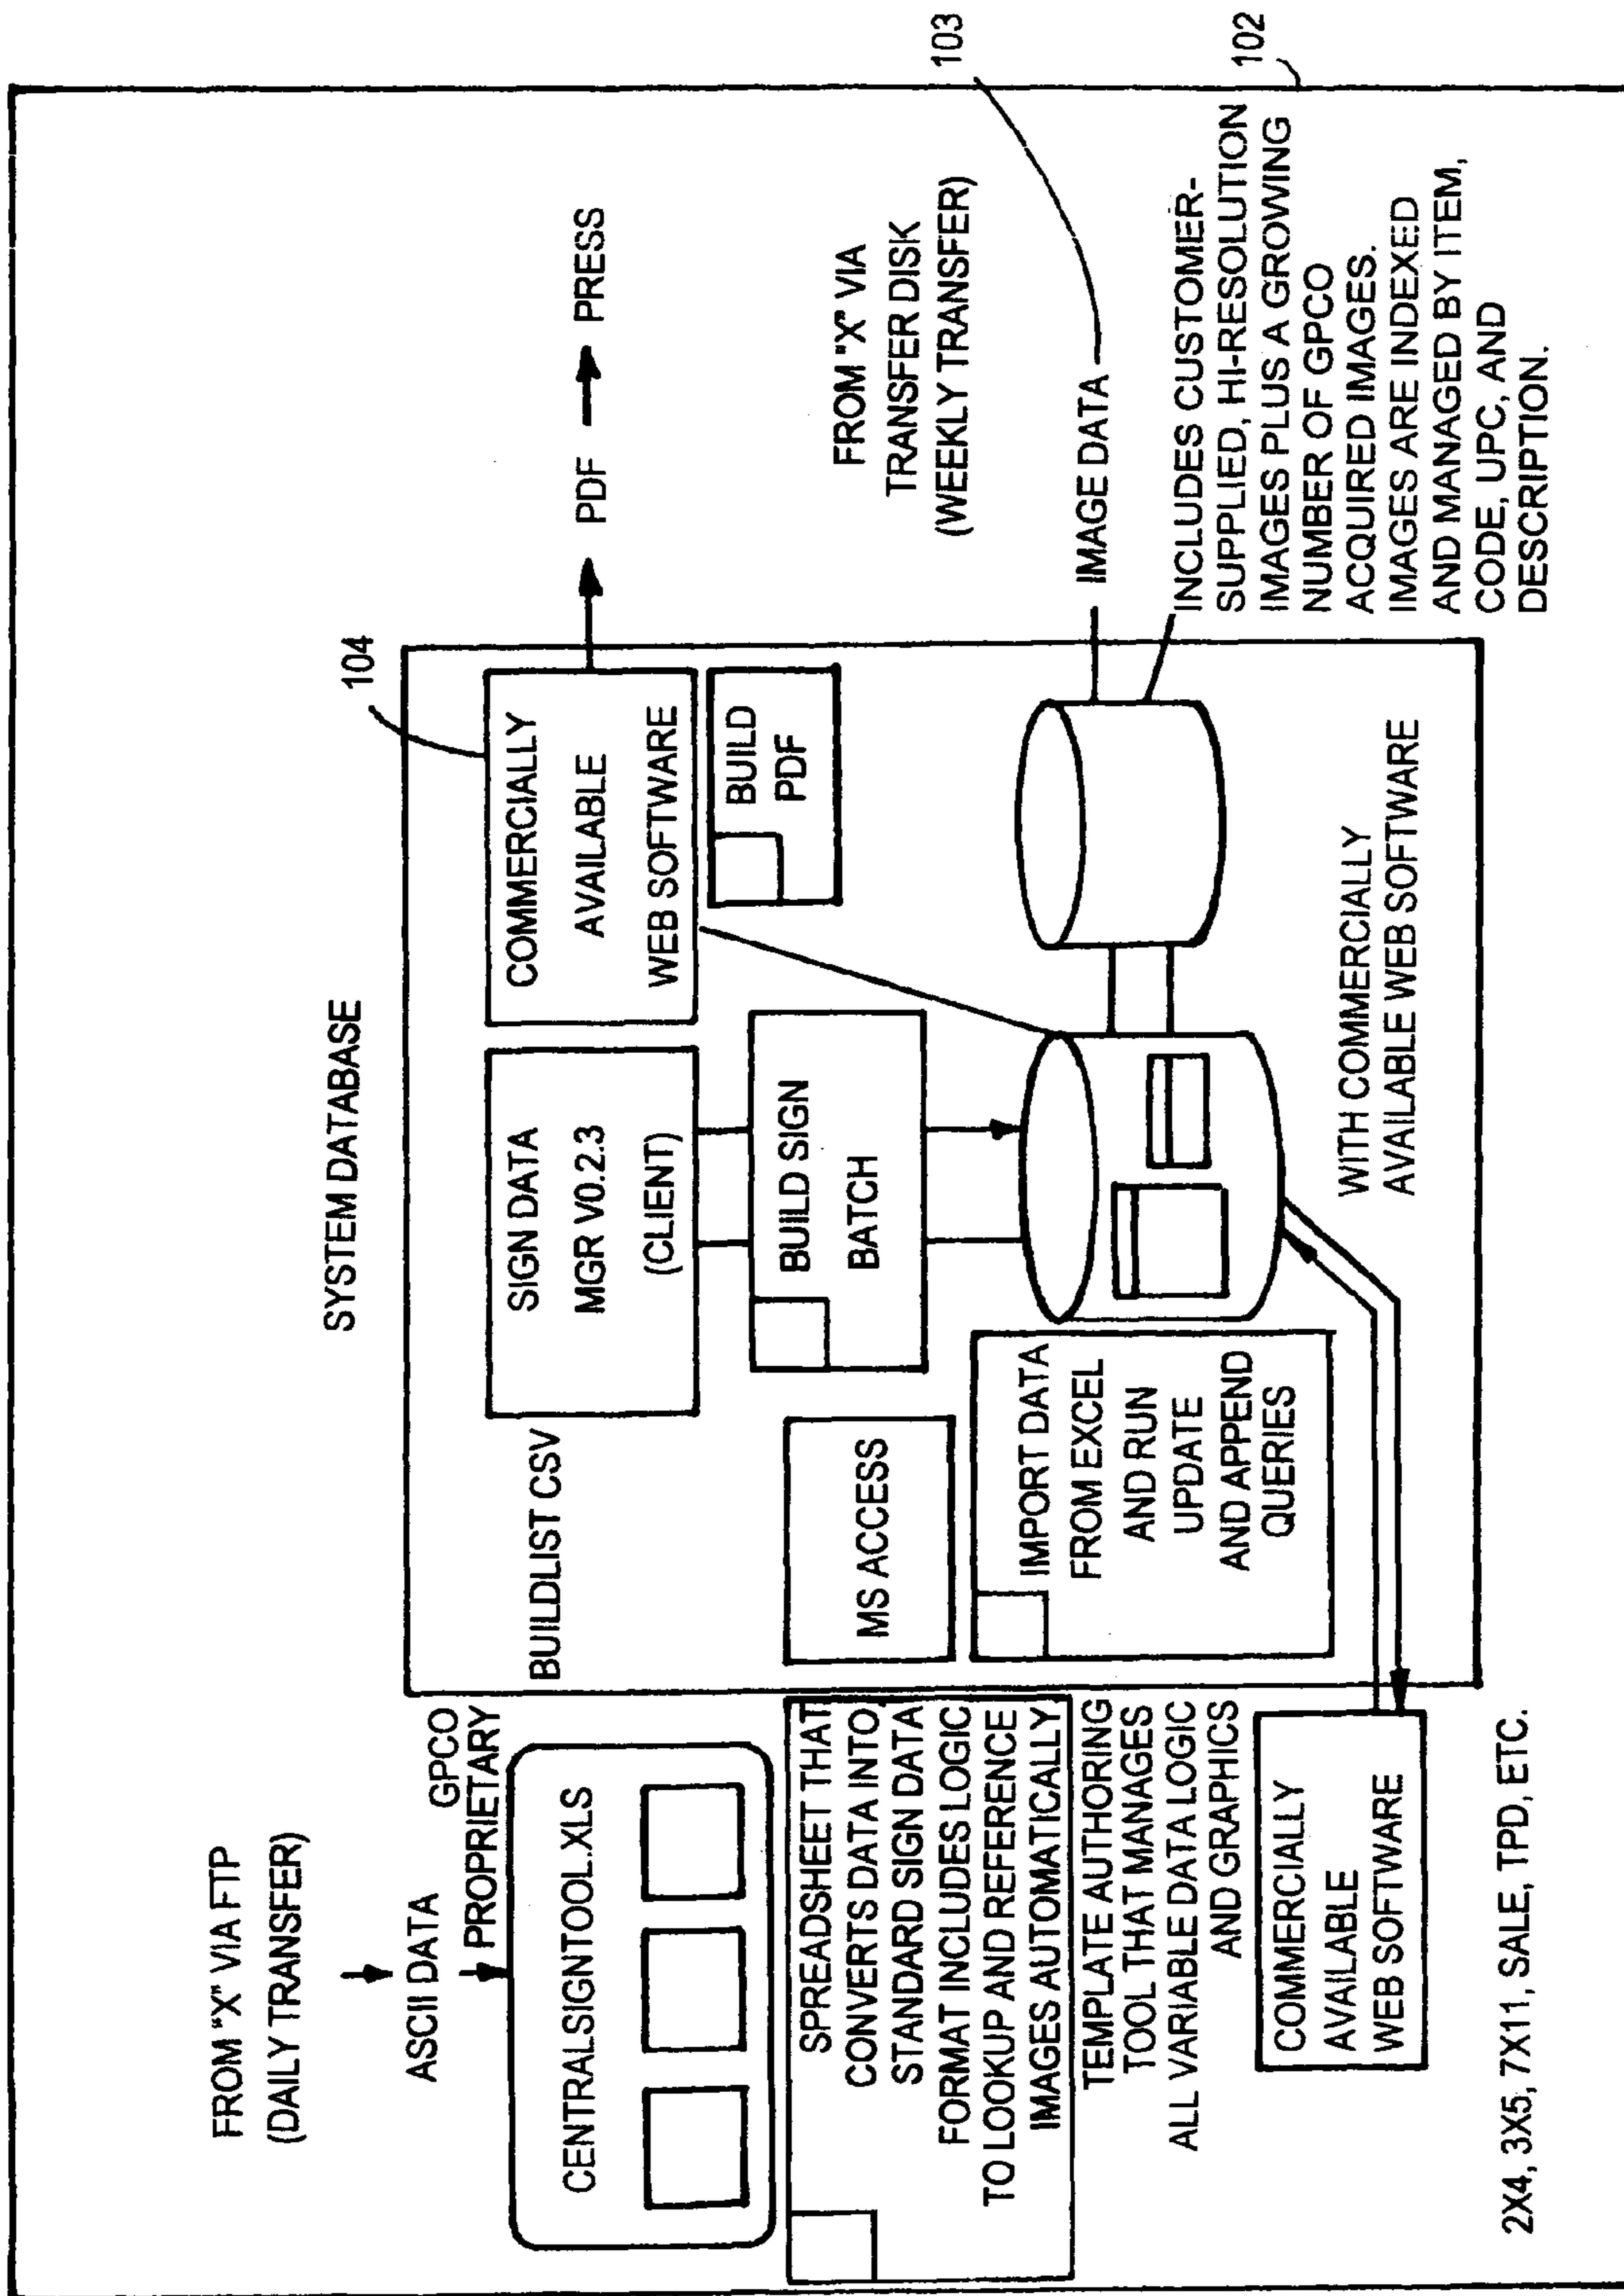 SYSTEM DATABASE
FROM "X" VIA FTP
(DAILY TRANSFER)
ASCII DATA
GPCO
PROPRIETARY
CENTRALSIGNTOOL.XLS
SPREADSHEET THAT
CONVERTS DATA INTO
STANDARD SIGN DATA
FORMAT INCLUDES LOGIC
TO LOOKUP AND REFERENCE
IMAGES AUTOMATICALLY
TEMPLATE AUTHORING
TOOL THAT MANAGES
ALL VARIABLE DATA LOGIC
AND GRAPHICS
COMMERCIALLY
AVAILABLE
WEB SOFTWARE
2X4, 3X5, 7X11, SALE, TPD, ETC.
BUILDLIST CSV
MS ACCESS
IMPORT DATA
FROM EXCEL
AND RUN
UPDATE
AND APPEND
QUERIES
SIGN DATA
MGR V0.2.3
(CLIENT)
BUILD SIGN
BATCH
104
COMMERCIALLY
AVAILABLE
WEB SOFTWARE
BUILD
PDF
WITH COMMERCIALLY
AVAILABLE WEB SOFTWARE
PDF
PRESS
FROM "X" VIA
TRANSFER DISK
(WEEKLY TRANSFER)
IMAGE DATA
103
INCLUDES CUSTOMER-
SUPPLIED, HI-RESOLUTION
IMAGES PLUS A GROWING
NUMBER OF GPCO
ACQUIRED IMAGES.
IMAGES ARE INDEXED
AND MANAGED BY ITEM,
CODE, UPC, AND
DESCRIPTION.
102